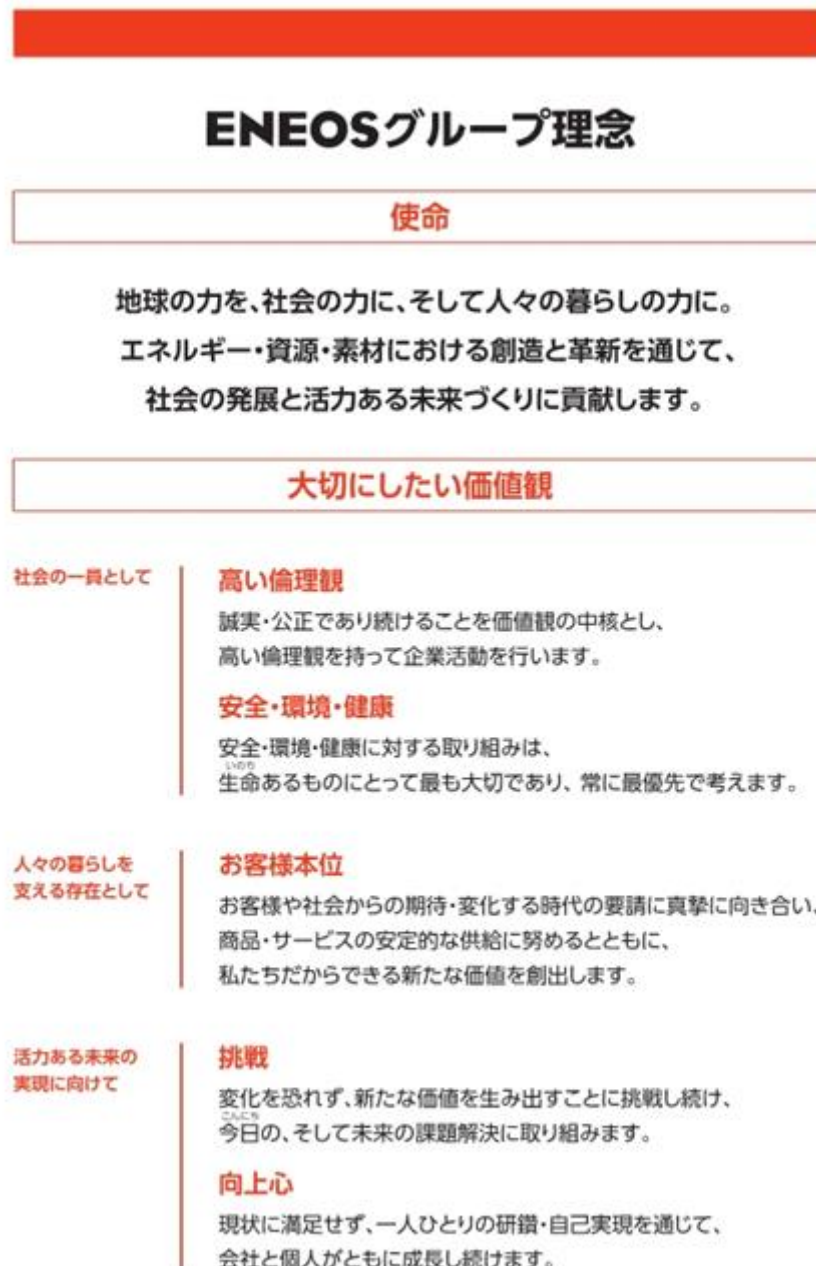 ENEOSグループ理念
使命
地球の力を、社会の力に、そして人々の暮らしの力に。
エネルギー・資源・素材における創造と革新を通じて、
社会の発展と活力ある未来づくりに貢献します。
大切にしたい価値観
社会の一員として
高い倫理観
誠実・公正であり続けることを価値観の中核とし、
高い倫理観を持って企業活動を行います。
安全・環境・健康
安全・環境・健康に対する取り組みは、
いのち
生命あるものにとって最も大切であり、常に最優先で考えます。
人々の暮らしを
支える存在として
お客様本位
お客様や社会からの期待・変化する時代の要請に真摯に向き合い、
商品・サービスの安定的な供給に努めるとともに、
私たちだからできる新たな価値を創出します。
活力ある未来の
実現に向けて
挑戦
変化を恐れず、新たな価値を生み出すことに挑戦し続け、
こんにち
今日の、そして未来の課題解決に取り組みます。
向上心
現状に満足せず、一人ひとりの研鑽・自己実現を通じて、
会社と個人がともに成長し続けます。